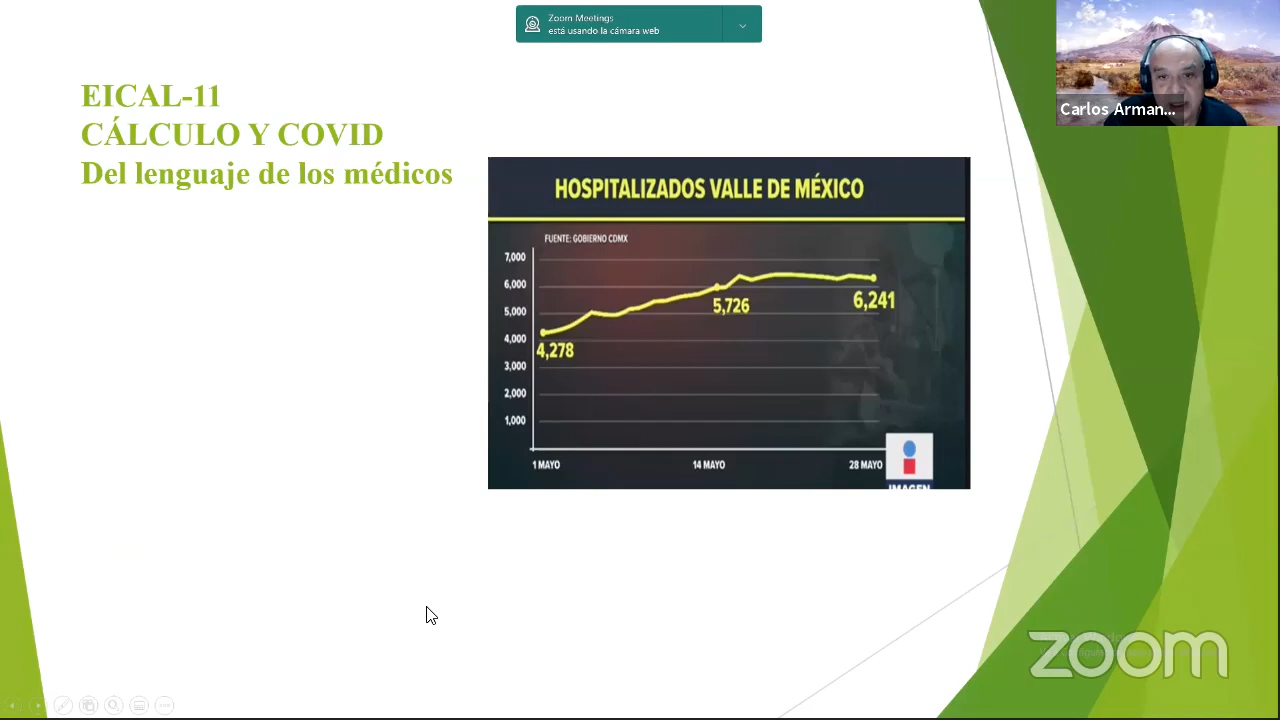 Zoom Meetings
está usando la cámara web
EICAL-11
CÁLCULO Y COVID
Del lenguaje de los médicos
Carlos Arman...
HOSPITALIZADOS VALLE DE MÉXICO
FUENTE: GOBIERNO CDMX
7,000
6,000
5,000
4,000
3,000
2,000
1,000
4,278
5,726
6,241
1 MAYO
14 MAYO
28 MAYO
IMAGEN
zoom